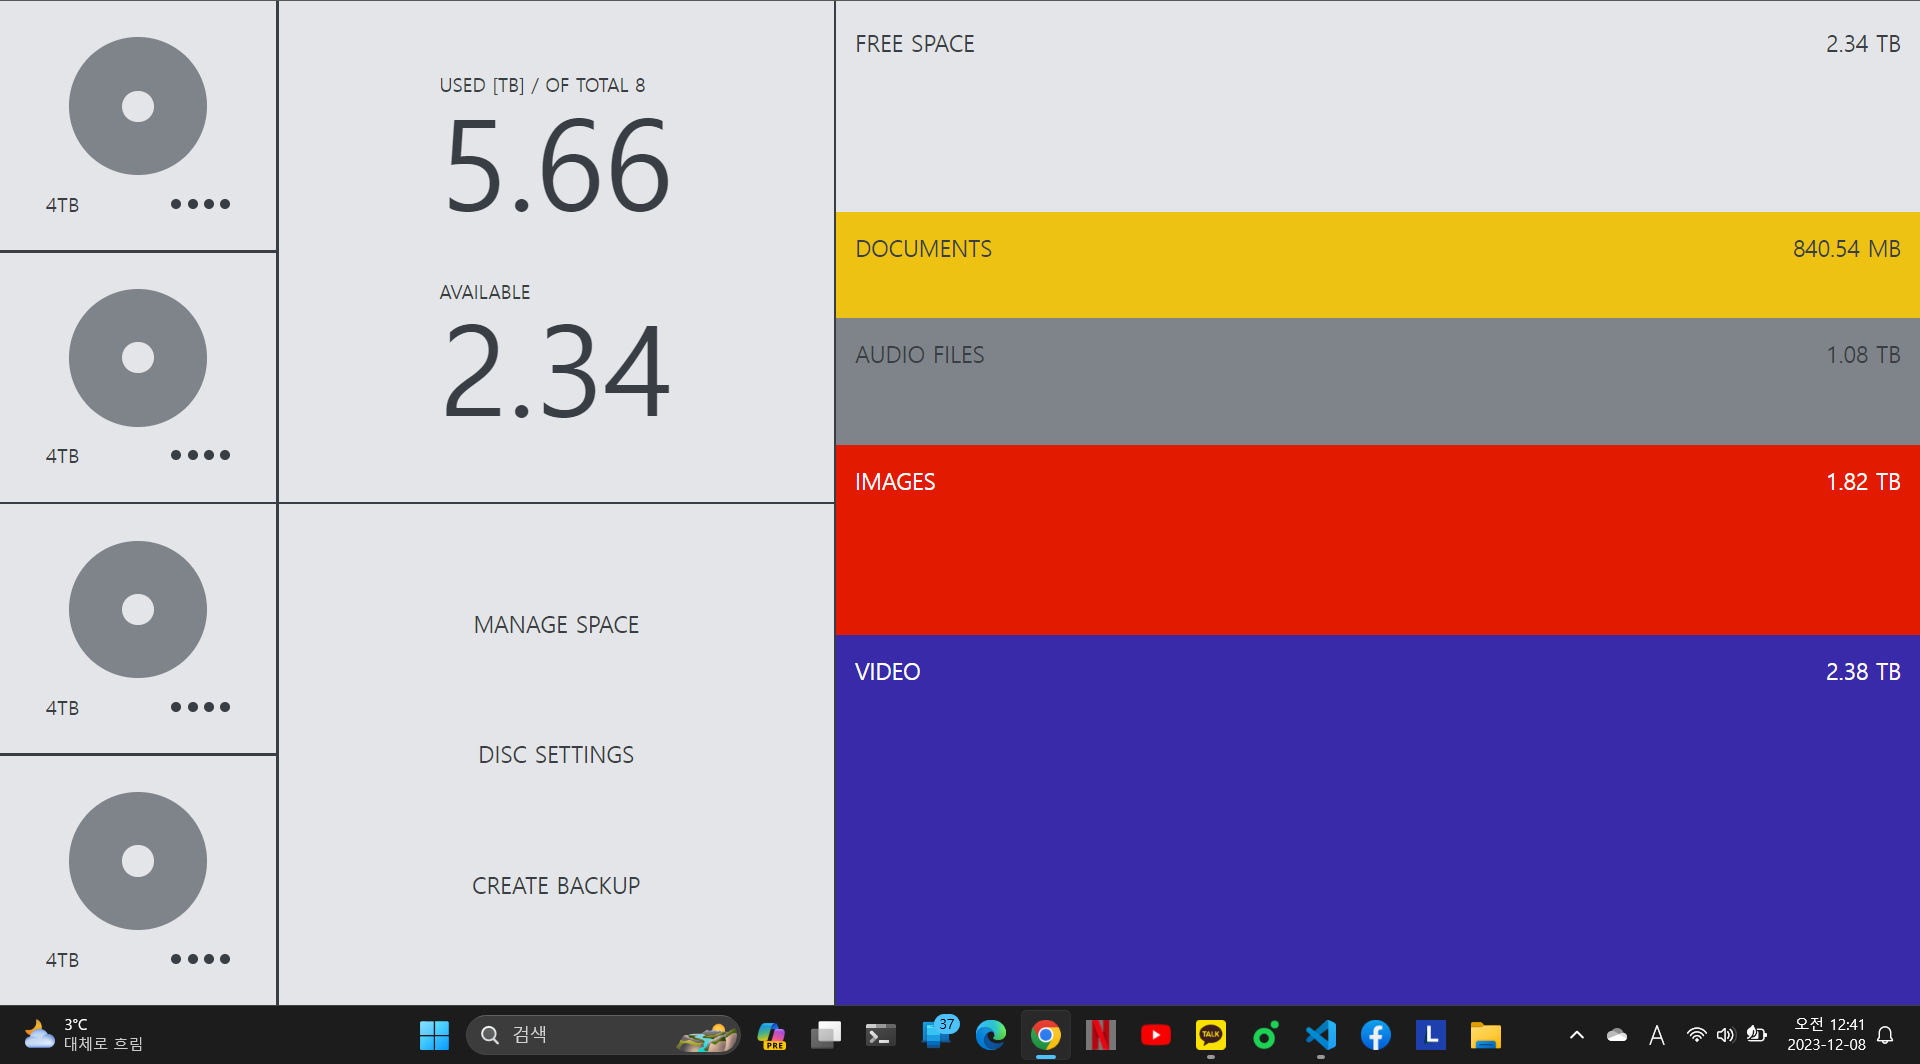 4TB
4TB
4TB
4TB
USED [TB] / OF TOTAL 8
5.66
AVAILABLE
2.34
MANAGE SPACE
DISC SETTINGS
CREATE BACKUP
FREE SPACE 2.34 TB
DOCUMENTS 840.54 MB
AUDIO FILES 1.08 TB
IMAGES 1.82 TB
VIDEO 2.38 TB
3°C
대체로 흐림
검색
PRE
37
N
TALK
L
A
오전 12:41
2023-12-08